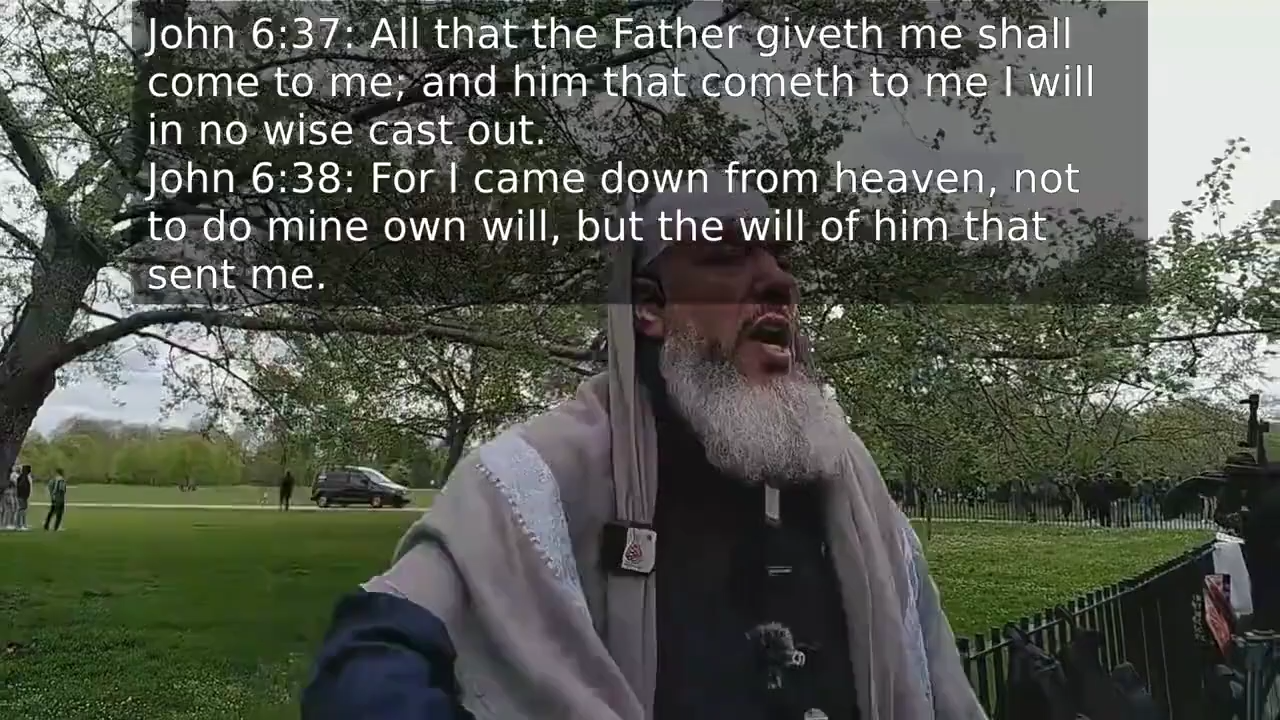 John 6:37: All that the Father giveth me shall
come to me; and him that cometh to me I will
in no wise cast out.
John 6:38: For I came down from heaven, not
to do mine own will, but the will of him that
sent me.